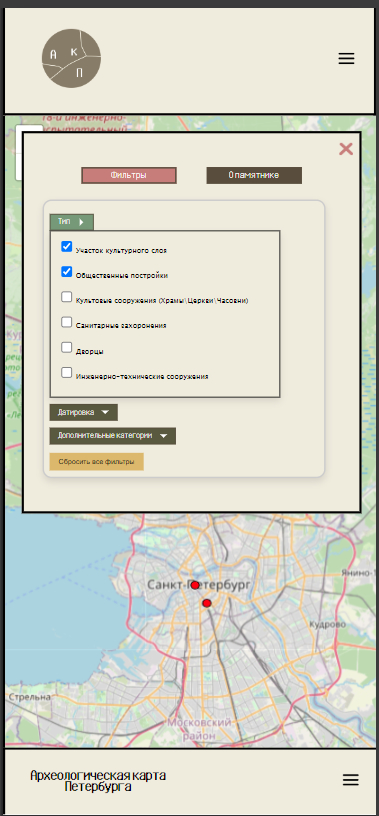 А К
П
Фильтры
О памятнике
Тип
Участок культурного слоя
Общественные постройки
Культовые сооружения (Храмы\Церкви\Часовни)
Санитарные захоронения
Дворцы
Инженерно-технические сооружения
Датировка
Дополнительные категории
Сбросить все фильтры
Санкт-Петербург
Янино-1
Кудрово
Стрельна
Московский
район
Археологическая карта
Петербурга